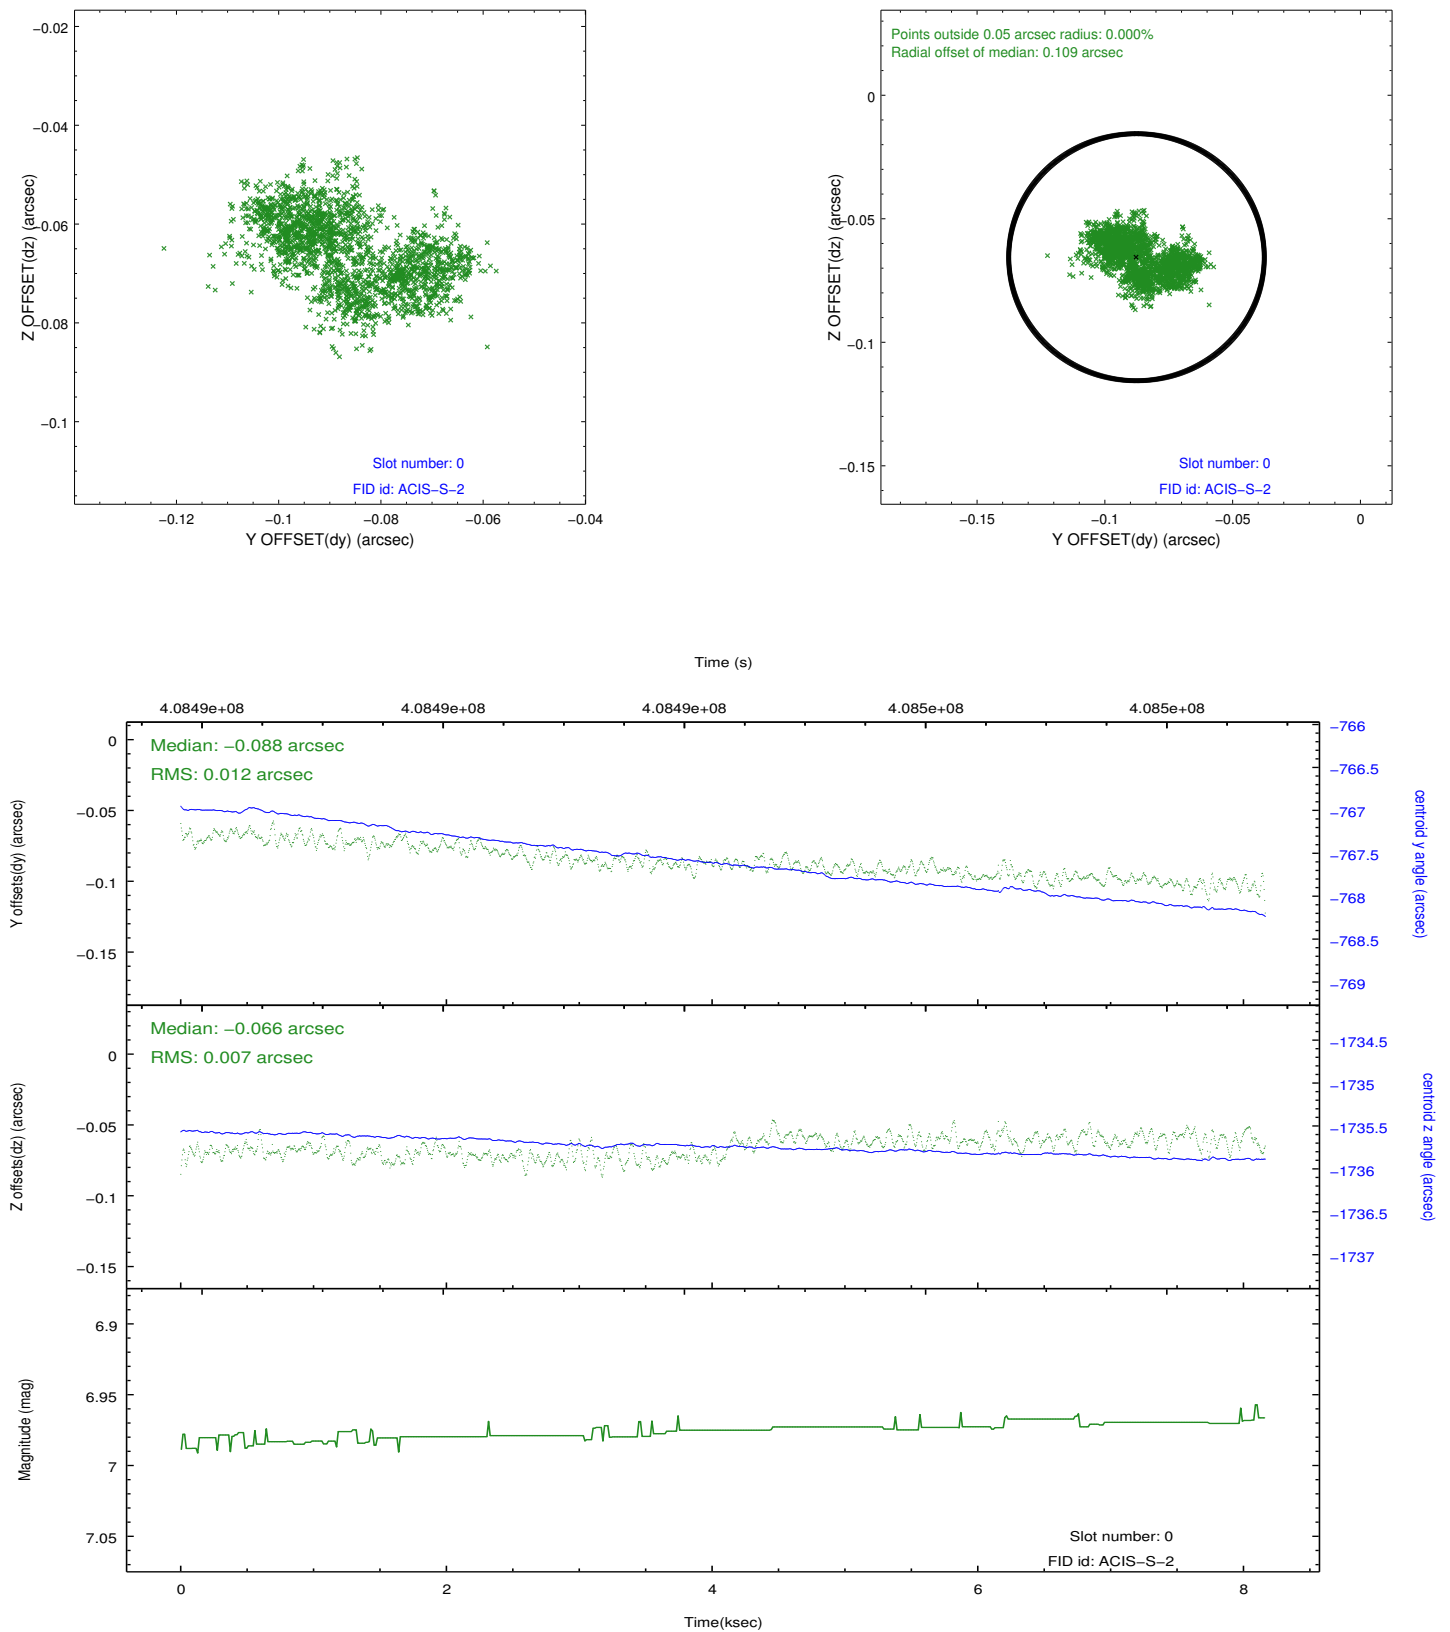 −0.02
−0.04
−0.06
−0.08
−0.1
Z OFFSET(dz) (arcsec)
Slot number: 0
FID id: ACIS−S−2
−0.12
−0.1
−0.08
−0.06
−0.04
Y OFFSET(dy) (arcsec)
Points outside 0.05 arcsec radius: 0.000%
Radial offset of median: 0.109 arcsec
0
−0.05
−0.1
−0.15
Z OFFSET(dz) (arcsec)
Slot number: 0
FID id: ACIS−S−2
−0.15
−0.1
−0.05
0
Y OFFSET(dy) (arcsec)
Time (s)
4.0849e+08
4.0849e+08
4.0849e+08
4.085e+08
4.085e+08
Median: −0.088 arcsec
RMS: 0.012 arcsec
0
−0.05
−0.1
−0.15
Y offsets(dy) (arcsec)
−766
−766.5
−767
−767.5
−768
−768.5
−769
centroid y angle (arcsec)
Median: −0.066 arcsec
RMS: 0.007 arcsec
0
−0.05
−0.1
−0.15
Z offsets(dz) (arcsec)
−1734.5
−1735
−1735.5
−1736
−1736.5
−1737
centroid z angle (arcsec)
6.9
6.95
7
7.05
Magnitude (mag)
Slot number: 0
FID id: ACIS−S−2
0
2
4
6
8
Time(ksec)